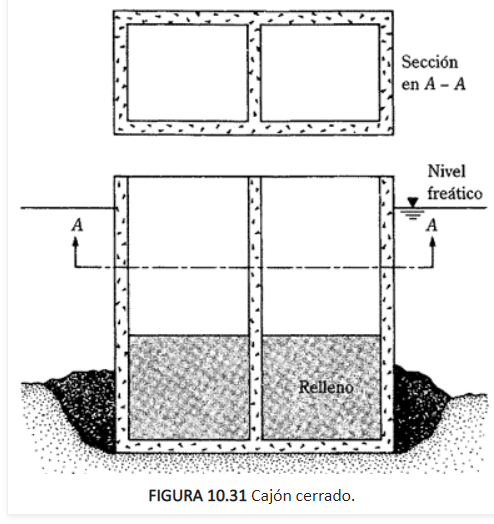 Sección
en A – A
Nivel
freático
A
A
Relleno
FIGURA 10.31 Cajón cerrado.